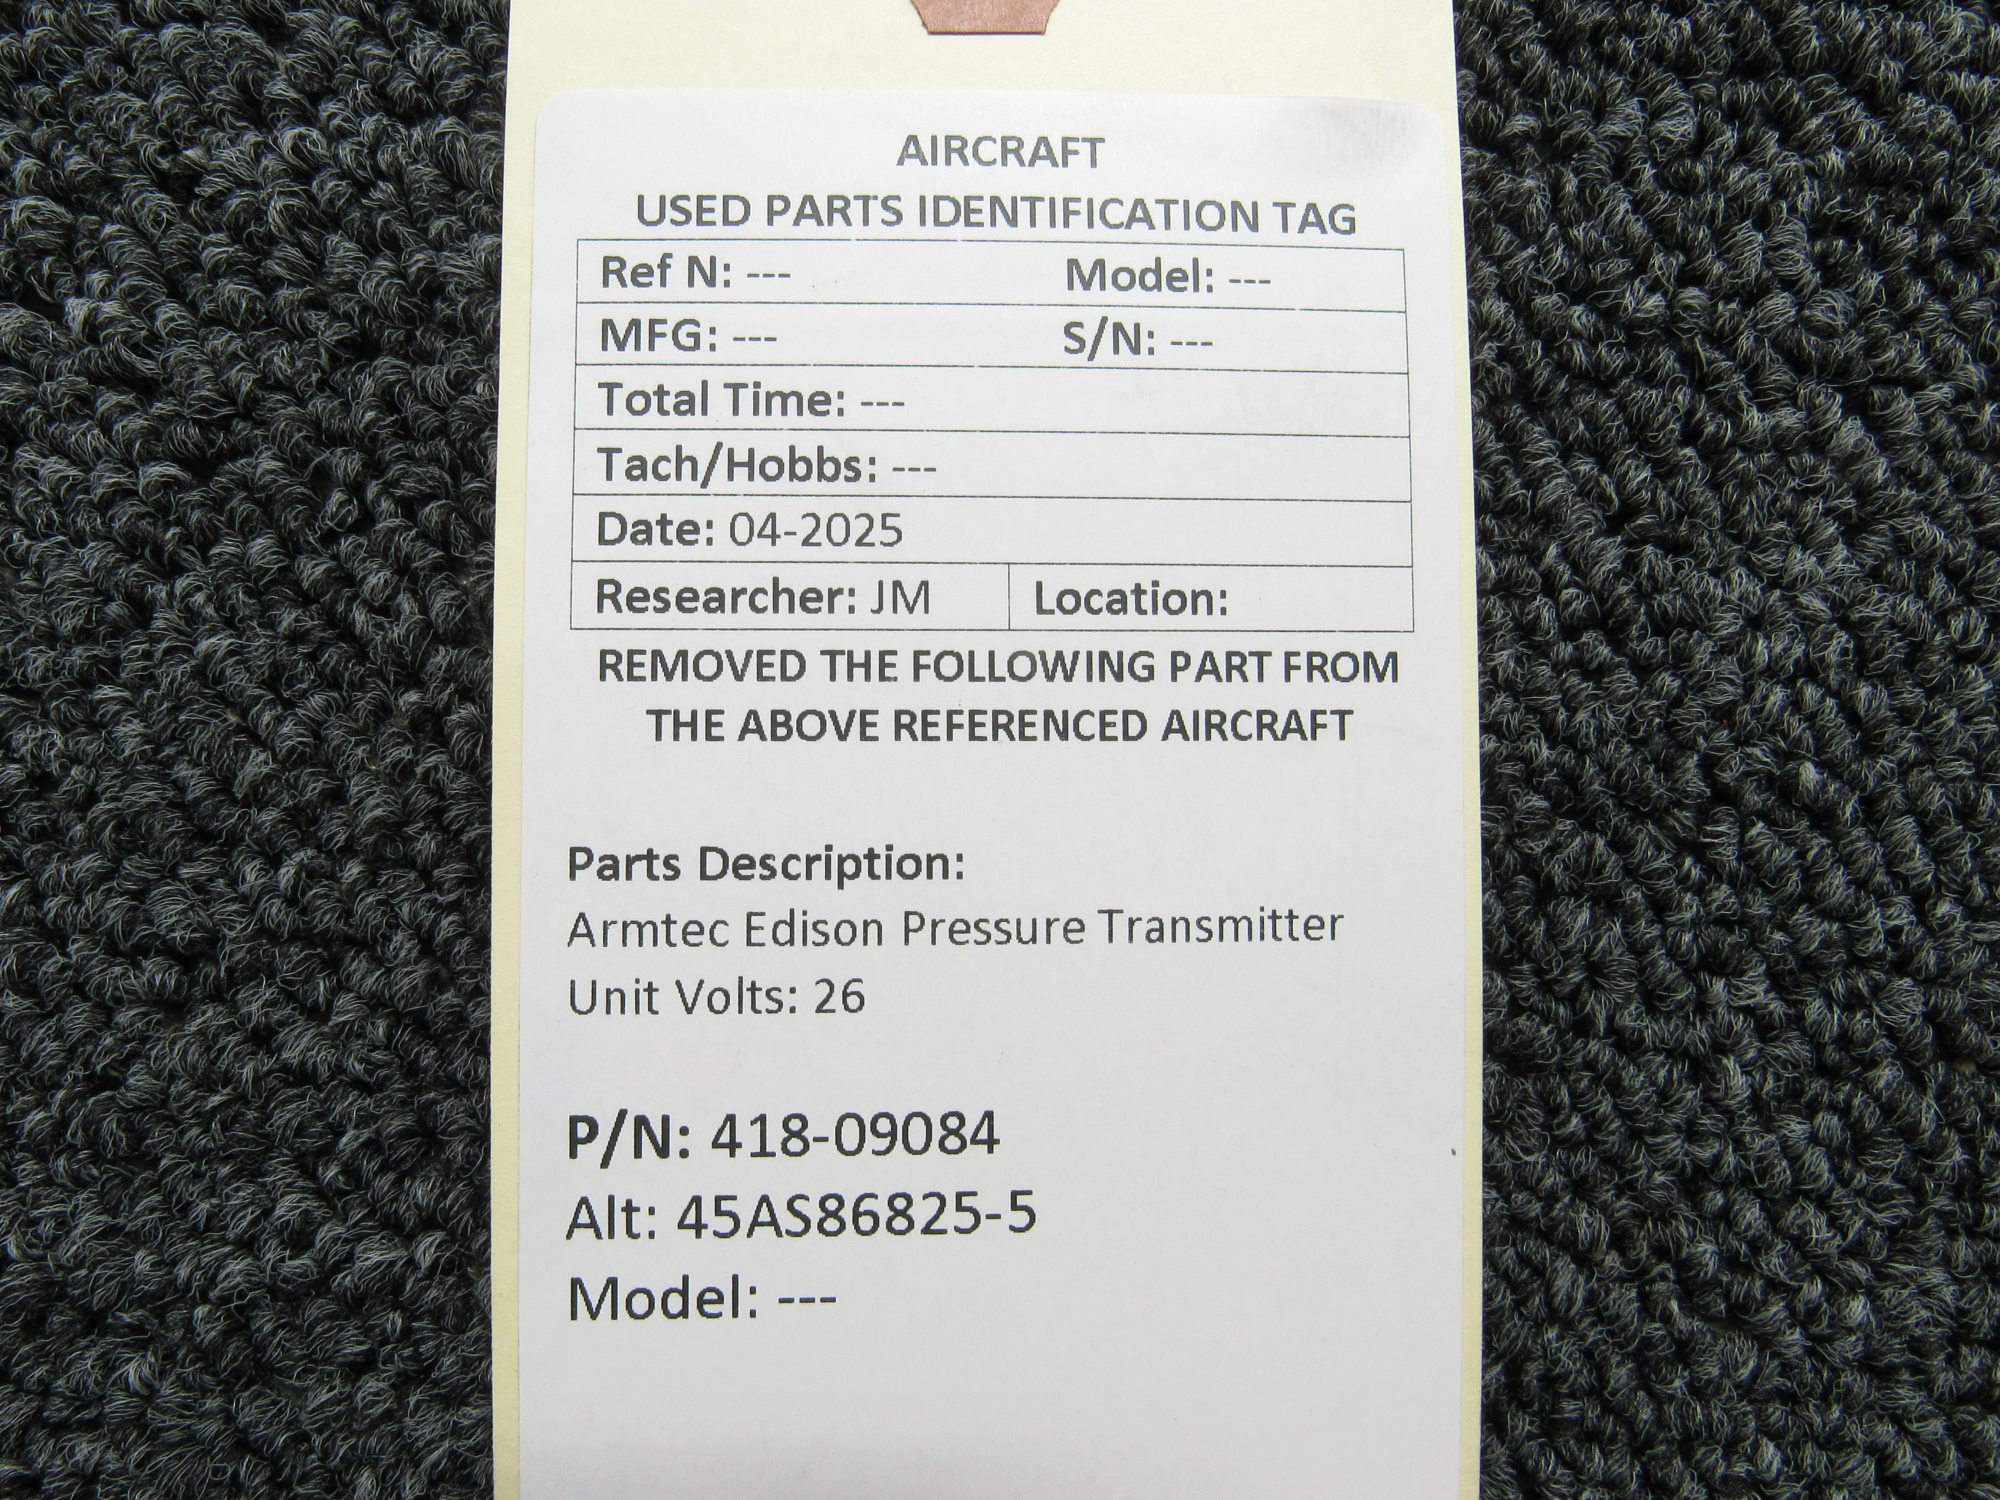 AIRCRAFT
USED PARTS IDENTIFICATION TAG
Ref N: --- Model: ---
MFG: --- S/N: ---
Total Time: ---
Tach/Hobbs: ---
Date: 04-2025
Researcher: JM Location:
REMOVED THE FOLLOWING PART FROM
THE ABOVE REFERENCED AIRCRAFT
Parts Description:
Armtec Edison Pressure Transmitter
Unit Volts: 26
P/N: 418-09084
Alt: 45AS86825-5
Model: ---